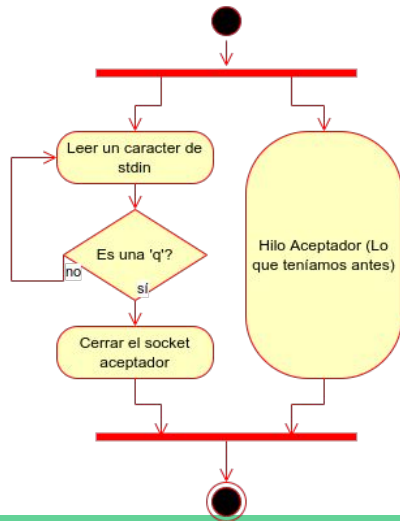 Leer un caracter de
stdin
Es una 'q'?
no
sí
Cerrar el socket
aceptador
Hilo Aceptador (Lo
que teníamos antes)